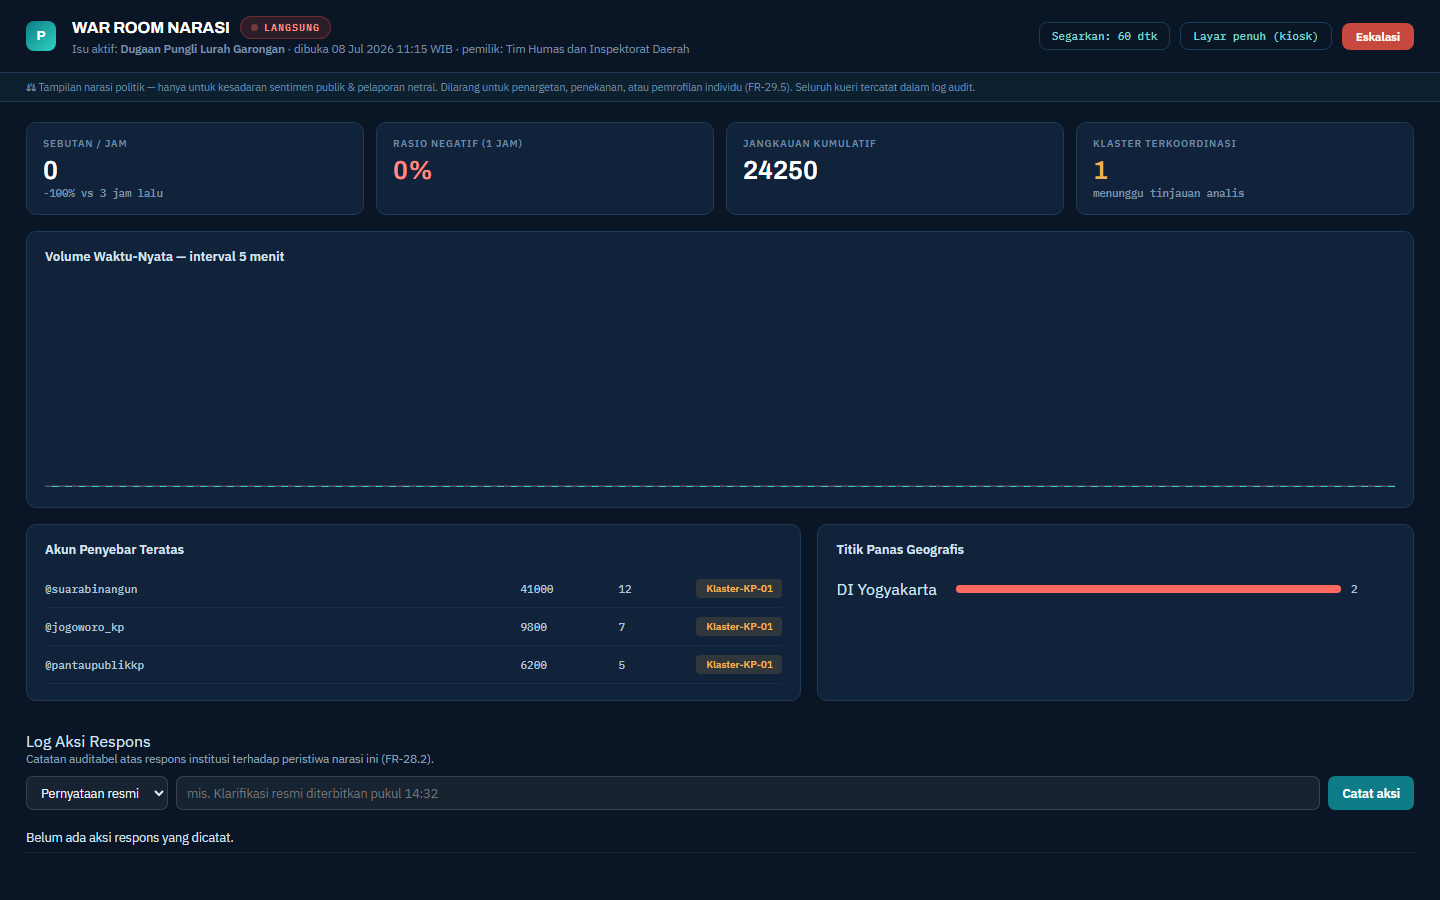 P
WAR ROOM NARASI
LANGSUNG
Isu aktif: Dugaan Pungli Lurah Garongan · dibuka 08 Jul 2026 11:15 WIB · pemilik: Tim Humas dan Inspektorat Daerah
Segarkan: 60 dtk
Layar penuh (kiosk)
Eskalasi
⚖ Tampilan narasi politik — hanya untuk kesadaran sentimen publik & pelaporan netral. Dilarang untuk penargetan, penekanan, atau pemrofilan individu (FR-29.5). Seluruh kueri tercatat dalam log audit.
SEBUTAN / JAM
0
-100% vs 3 jam lalu
RASIO NEGATIF (1 JAM)
0%
JANGKAUAN KUMULATIF
24250
KLASTER TERKOORDINASI
1
menunggu tinjauan analis
Volume Waktu-Nyata — interval 5 menit
Akun Penyebar Teratas
@suarabinangun 41000 12 Klaster-KP-01
@jogoworo_kp 9800 7 Klaster-KP-01
@pantaupublikkp 6200 5 Klaster-KP-01
Titik Panas Geografis
DI Yogyakarta 2
Log Aksi Respons
Catatan auditabel atas respons institusi terhadap peristiwa narasi ini (FR-28.2).
Pernyataan resmi
mis. Klarifikasi resmi diterbitkan pukul 14:32
Catat aksi
Belum ada aksi respons yang dicatat.